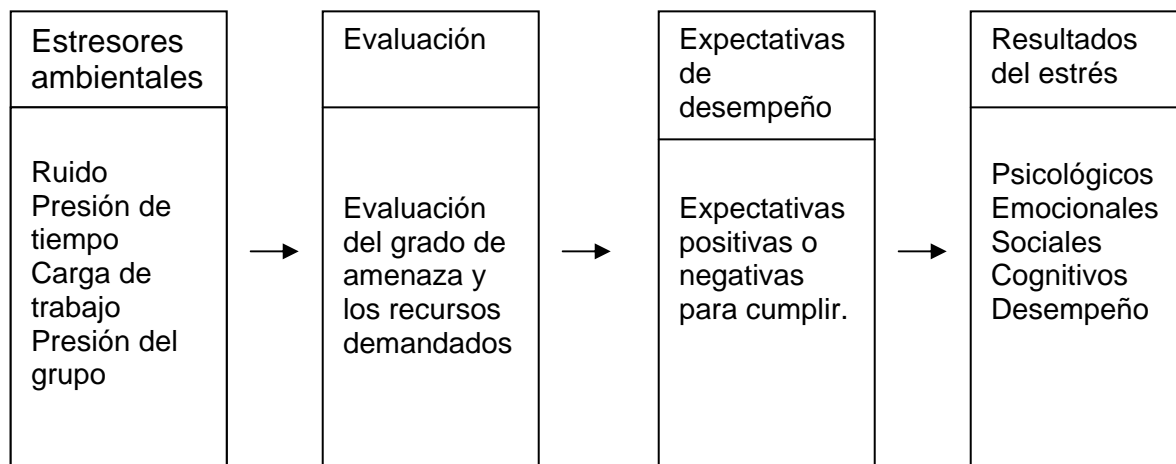 Estresores
ambientales
Ruido
Presión de
tiempo
Carga de
trabajo
Presión del
grupo
Evaluación
Evaluación
del grado de
amenaza y
los recursos
demandados
Expectativas
de
desempeño
Expectativas
positivas o
negativas
para cumplir.
Resultados
del estrés
Psicológicos
Emocionales
Sociales
Cognitivos
Desempeño